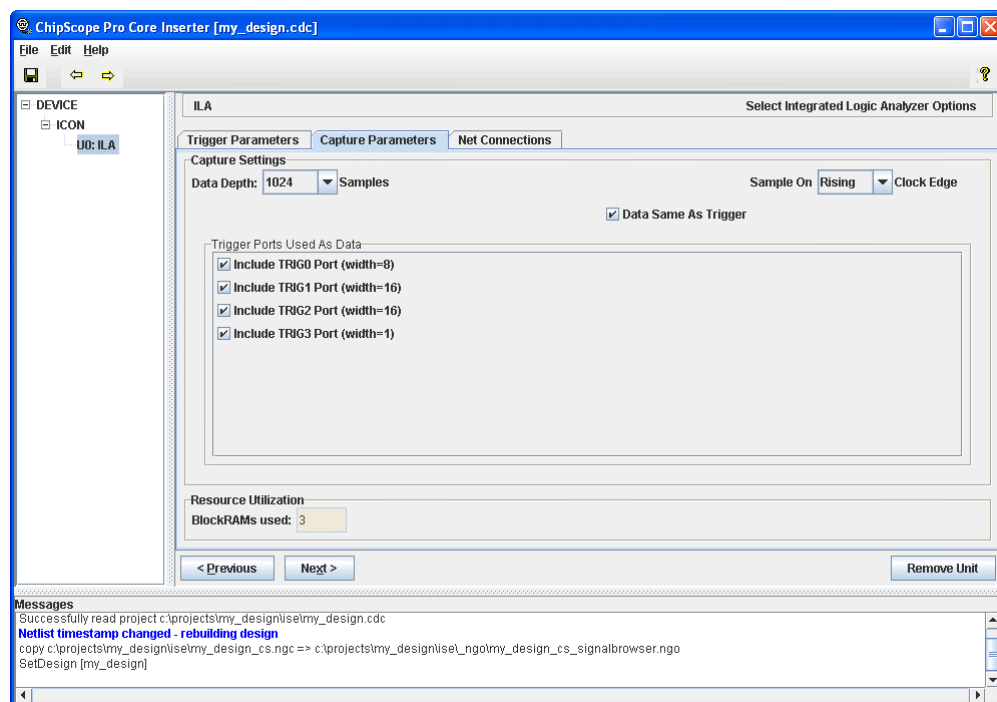 ChipScope Pro Core Inserter [my_design.cdc]
File Edit Help
DEVICE
ICON
U0: ILA
ILA Select Integrated Logic Analyzer Options
Trigger Parameters Capture Parameters Net Connections
Capture Settings
Data Depth: 1024 Samples Sample On Rising Clock Edge
Data Same As Trigger
Trigger Ports Used As Data
Include TRIG0 Port (width=8)
Include TRIG1 Port (width=16)
Include TRIG2 Port (width=16)
Include TRIG3 Port (width=1)
Resource Utilization
BlockRAMs used: 3
< Previous Next > Remove Unit
Messages
Successfully read project c:\projects\my_design\ise\my_design.cdc
Netlist timestamp changed - rebuilding design
copy c:\projects\my_design\ise\my_design_cs.ngc => c:\projects\my_design\ise\_ngo\my_design_cs_signalbrowser.ngo
SetDesign [my_design]